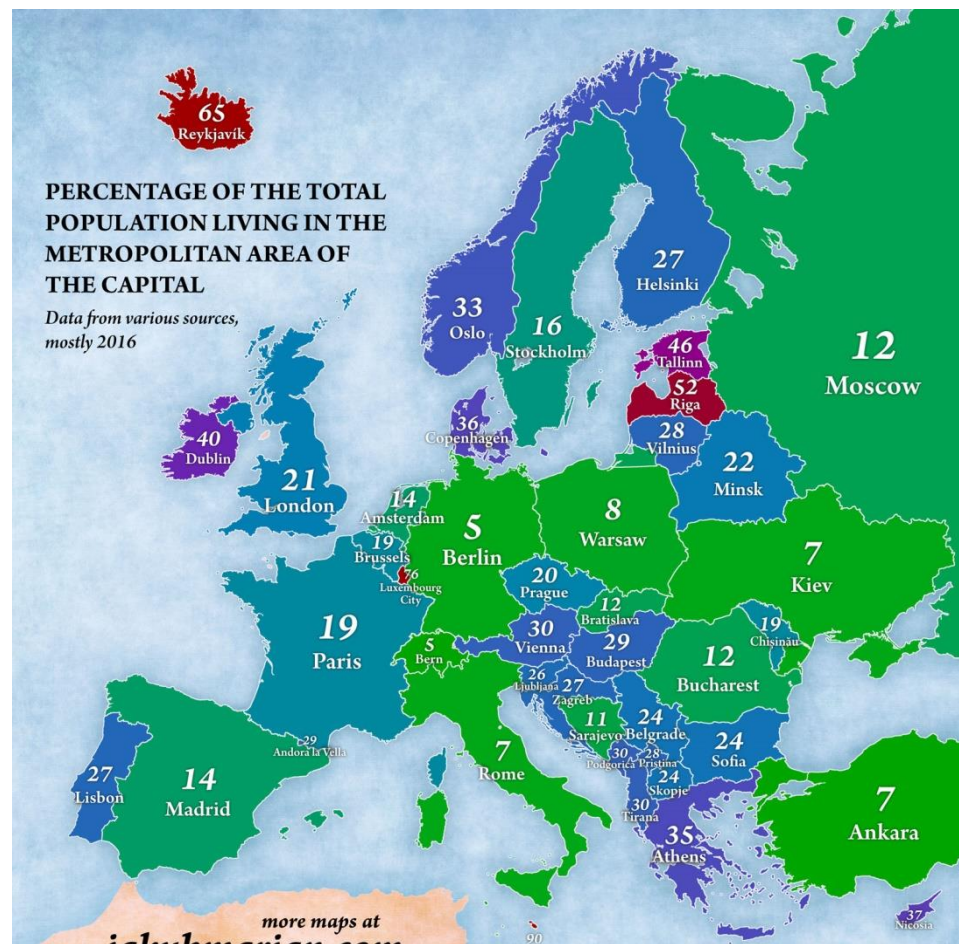 65
Reykjavík
PERCENTAGE OF THE TOTAL
POPULATION LIVING IN THE
METROPOLITAN AREA OF
THE CAPITAL
Data from various sources,
mostly 2016
27
Helsinki
33
Oslo
16
Stockholm
46
Tallinn
12
Moscow
52
Riga
36
Copenhagen
28
Vilnius
40
Dublin
22
Minsk
21
London
14
Amsterdam
5
Berlin
8
Warsaw
19
Brussels
7
Kiev
76
Luxembourg
City
20
Prague
12
Bratislava
19
Chișinău
19
Paris
5
Bern
30
Vienna
29
Budapest
12
Bucharest
26
Ljubljana
27
Zagreb
11
Sarajevo
24
Belgrade
29
Andora la Vella
7
Rome
30
Podgorica
28
Pristina
24
Sofia
27
Lisbon
14
Madrid
24
Skopje
30
Tirana
7
Ankara
35
Athens
37
Nicosia
more maps at
jakubmarian.com
90